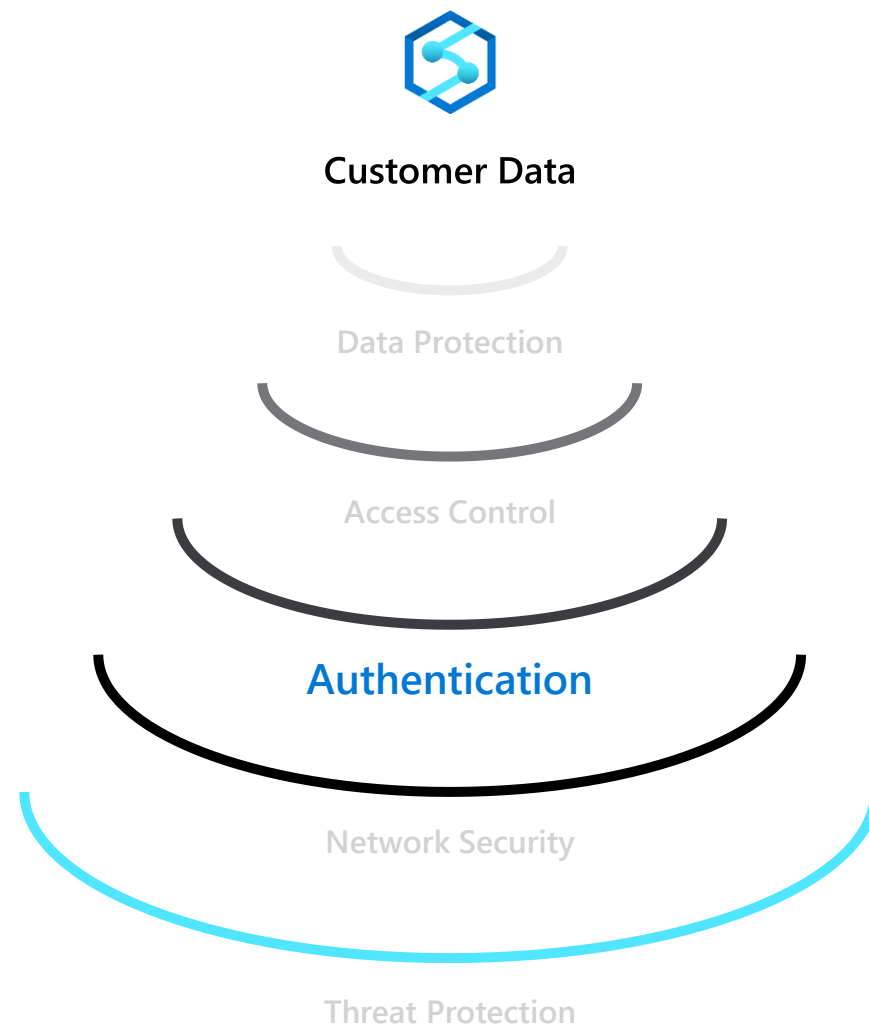 Customer Data
Data Protection
Access Control
Authentication
Network Security
Threat Protection